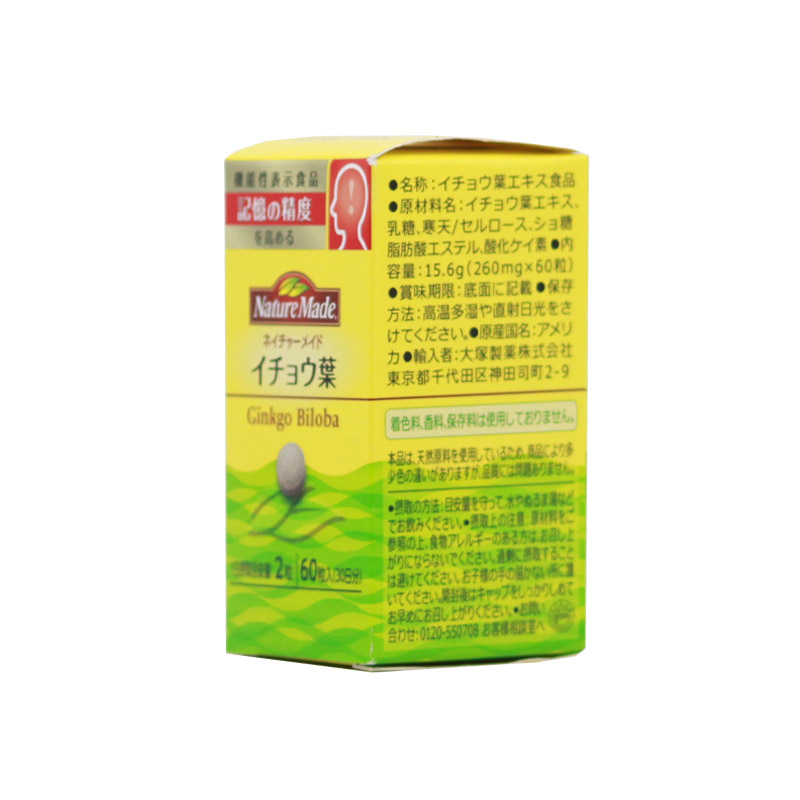 機能性表示食品
記憶の精度
を高める
Nature Made
ネイチャーメイド
イチョウ葉
Ginkgo Biloba
2粒 60粒入(30日分)
●名称:イチョウ葉エキス食品
●原材料名:イチョウ葉エキス、
乳糖、寒天/セルロース、ショ糖
脂肪酸エステル、酸化ケイ素 ●内
容量:15.6g(260mg×60粒)
●賞味期限:底面に記載 ●保存
方法:高温多湿や直射日光をさ
けてください。●原産国名:アメリ
カ ●輸入者:大塚製薬株式会社
東京都千代田区神田司町2-9
着色料、香料、保存料は使用しておりません。
本品は、天然原料を使用しているため、商品により多
少色の違いがありますが、品質には問題ありません。
●摂取の方法:目安量を守って、水やぬるま湯など
でお飲みください。●摂取上の注意:原材料をご
参照の上、食物アレルギーのある方は、お召し上
がりにならないでください。過剰に摂取すること
は避けてください。お子様の手の届かない所に置
いてください。開封後はキャップをしっかりしめて
お早めにお召し上がりください。●お問い
合わせ:0120-550708 お客様相談室へ